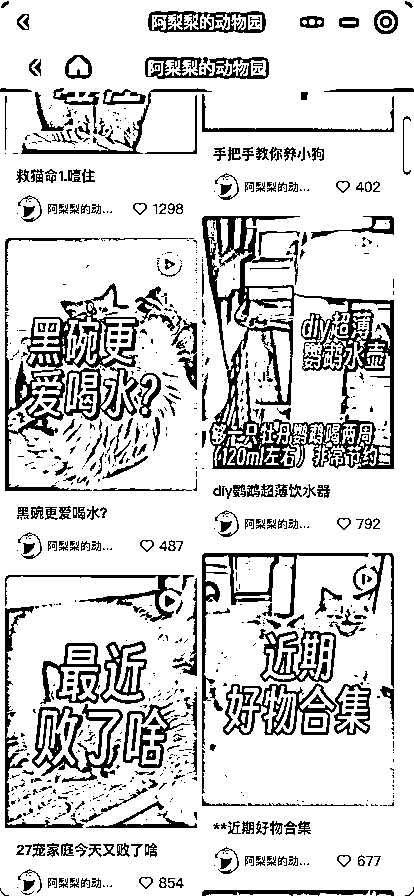 阿梨梨的动物园
阿梨梨的动物园
救猫命1.噎住
阿梨梨的动...
1298
手把手教你养小狗
阿梨梨的动...
402
黑碗更
爱喝水?
黑碗更爱喝水?
阿梨梨的动...
487
diy超薄
鹦鹉水壶
够一只牡丹鹦鹉喝两周
(120ml左右) 非常节约
diy鹦鹉超薄饮水器
阿梨梨的动...
792
最近
败了啥
27宠家庭今天又败了啥
阿梨梨的动...
854
近期
好物合集
**近期好物合集
阿梨梨的动...
677